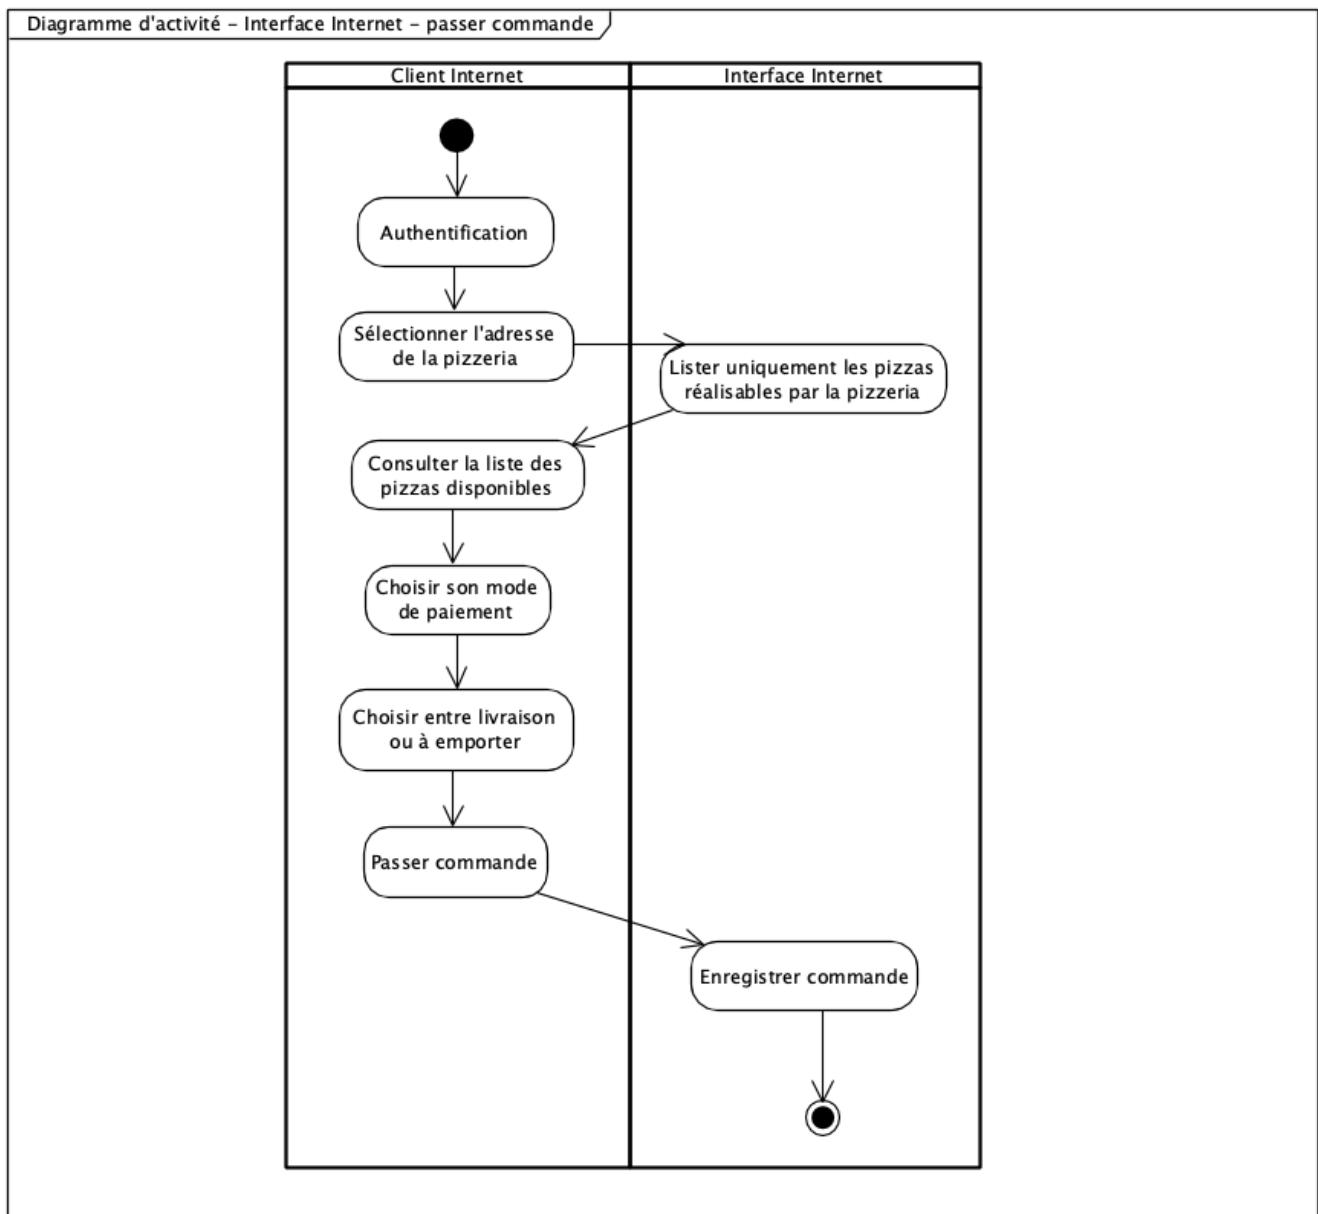 Diagramme d'activité - Interface Internet - passer commande
Client Internet
Interface Internet
Authentification
Sélectionner l'adresse
de la pizzeria
Lister uniquement les pizzas
réalisables par la pizzeria
Consulter la liste des
pizzas disponibles
Choisir son mode
de paiement
Choisir entre livraison
ou à emporter
Passer commande
Enregistrer commande